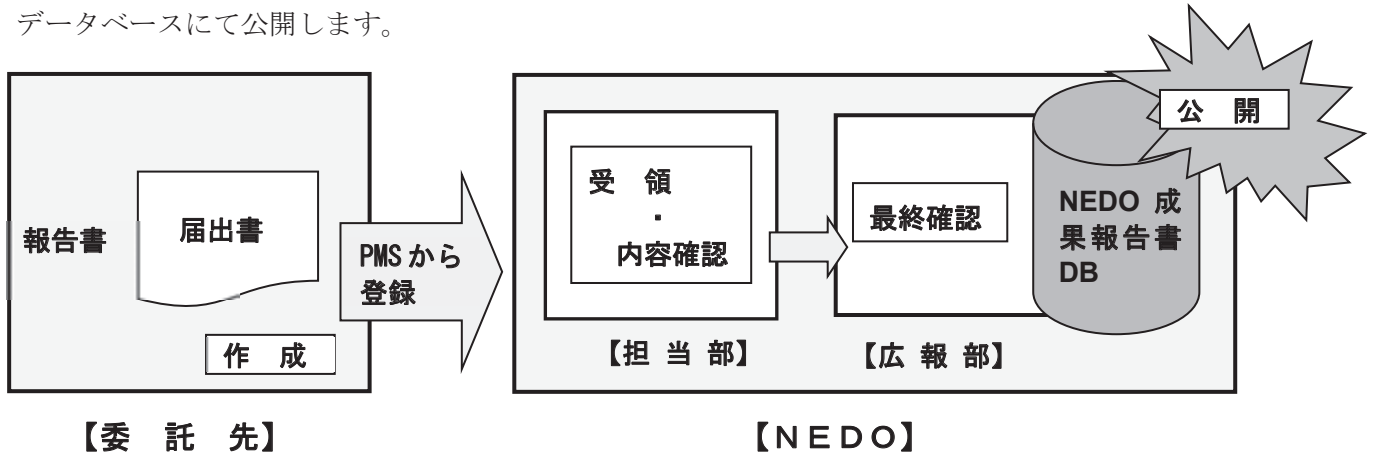 データベースにて公開します。
報告書
届出書
作 成
【委 託 先】
PMSから
登録
受 領
・
内容確認
【担 当 部】
最終確認
【広 報 部】
NEDO 成
果報告書
DB
公 開
【NEDO】